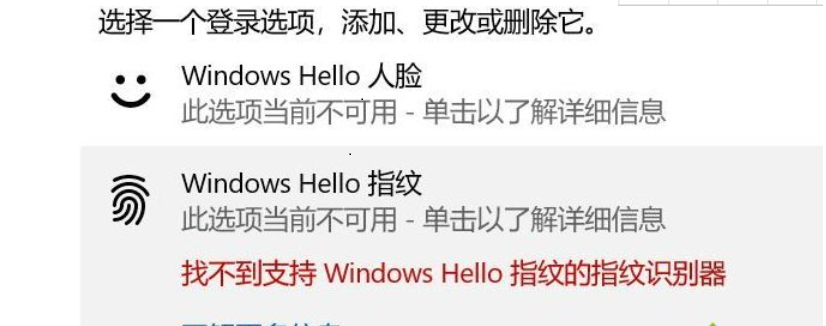 选择一个登录选项，添加、更改或删除它。
Windows Hello 人脸
此选项当前不可用 - 单击以了解详细信息
Windows Hello 指纹
此选项当前不可用 - 单击以了解详细信息
找不到支持 Windows Hello 指纹的指纹识别器